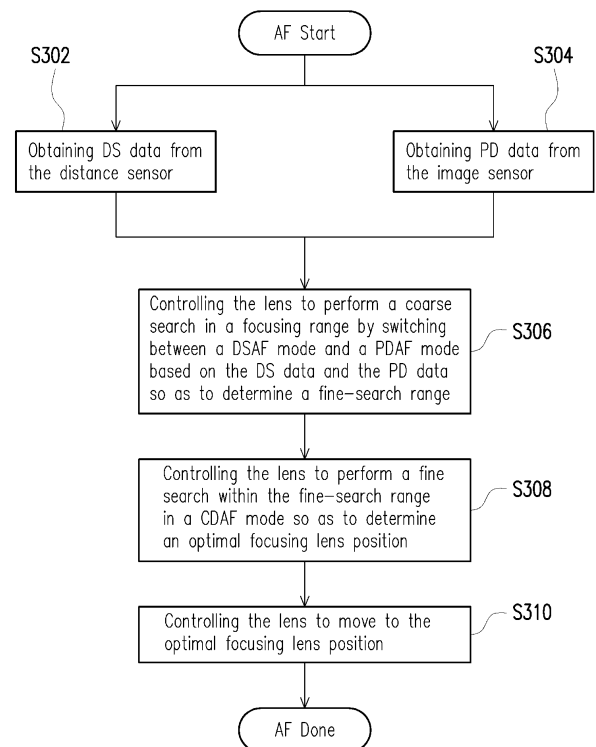 AF Start
S302
S304
Obtaining DS data from
the distance sensor
Obtaining PD data from
the image sensor
Controlling the lens to perform a coarse
search in a focusing range by switching
between a DSAF mode and a PDAF mode
based on the DS data and the PD data
so as to determine a fine-search range
S306
Controlling the lens to perform a fine
search within the fine-search range
in a CDAF mode so as to determine
an optimal focusing lens position
S308
Controlling the lens to move to the
optimal focusing lens position
S310
AF Done